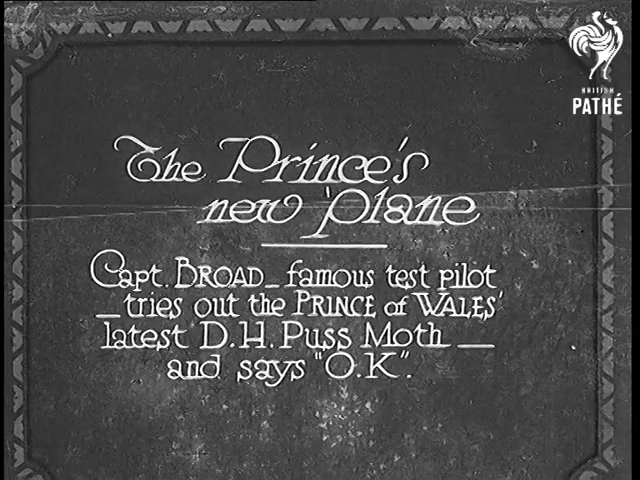 BRITISH
PATHÉ
The Prince's
new 'plane
Capt. BROAD _ famous test pilot
_ tries out the PRINCE of WALES'
latest D.H. Puss Moth _
and says "O.K".